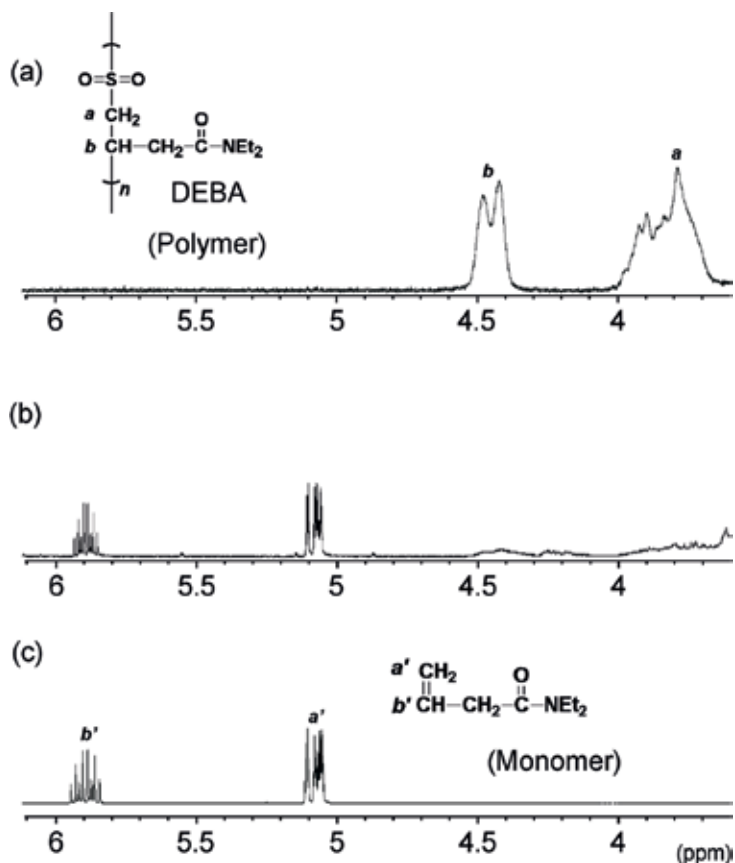 (a)
O=S=O
a CH₂
b CH—CH₂—C—NEt₂
O
n
DEBA
(Polymer)
b
a
6 5.5 5 4.5 4
(b)
6 5.5 5 4.5 4
(c)
b'
a'
a' CH₂
O
b' CH—CH₂—C—NEt₂
(Monomer)
6 5.5 5 4.5 4 (ppm)